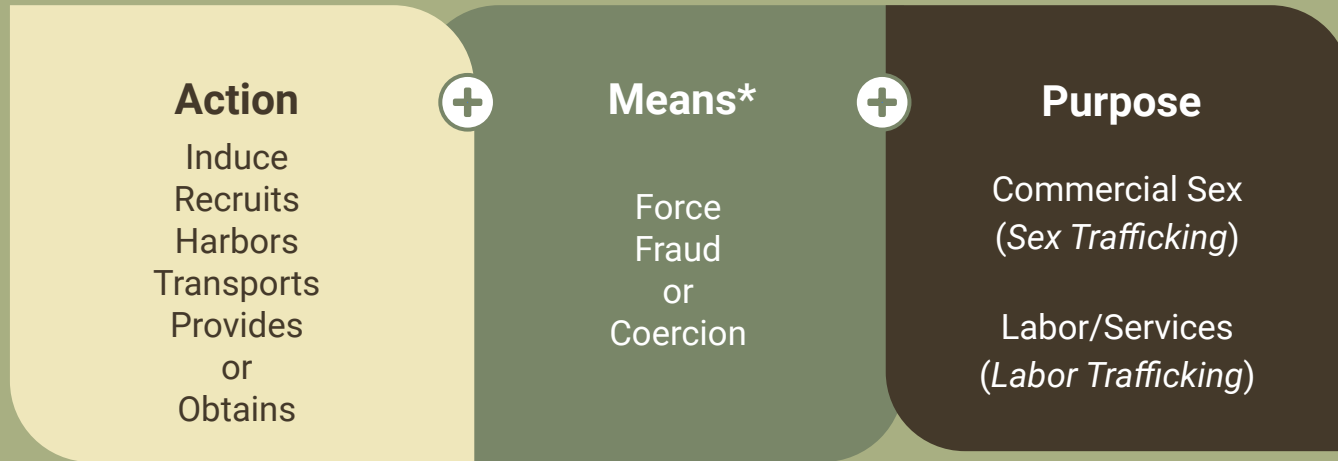 Action
Induce
Recruits
Harbors
Transports
Provides
or
Obtains
Means*
Force
Fraud
or
Coercion
Purpose
Commercial Sex
(Sex Trafficking)
Labor/Services
(Labor Trafficking)